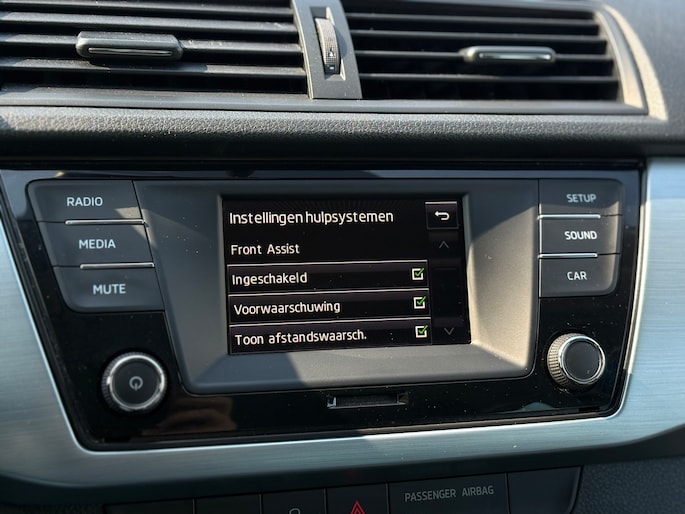 RADIO
MEDIA
MUTE
Instellingen hulpsystemen
Front Assist
Ingeschakeld
Voorwaarschuwing
Toon afstandswaarsch.
SETUP
SOUND
CAR
PASSENGER AIRBAG